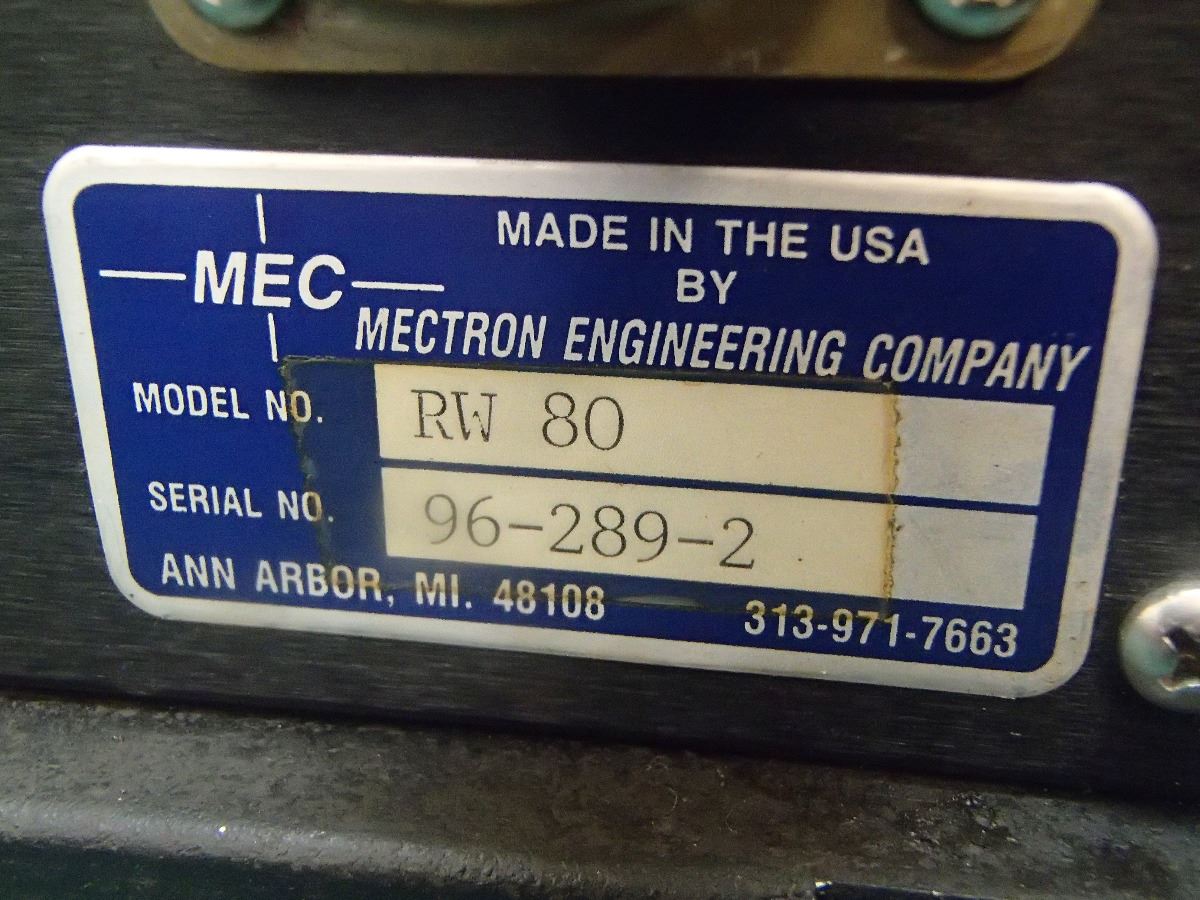 MEC
MADE IN THE USA
BY
MECTRON ENGINEERING COMPANY
MODEL NO. RW 80
SERIAL NO. 96-289-2
ANN ARBOR, MI. 48108 313-971-7663